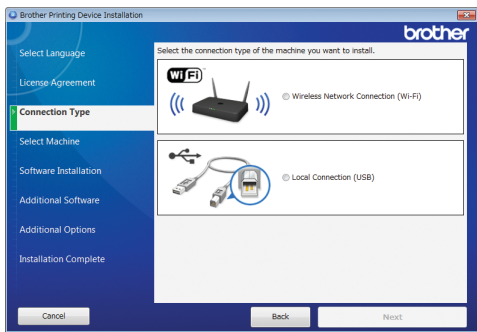 Brother Printing Device Installation
brother
Select Language
License Agreement
Connection Type
Select Machine
Software Installation
Additional Software
Additional Options
Installation Complete
Select the connection type of the machine you want to install.
Wi Fi
Wireless Network Connection (Wi-Fi)
Local Connection (USB)
Cancel
Back
Next